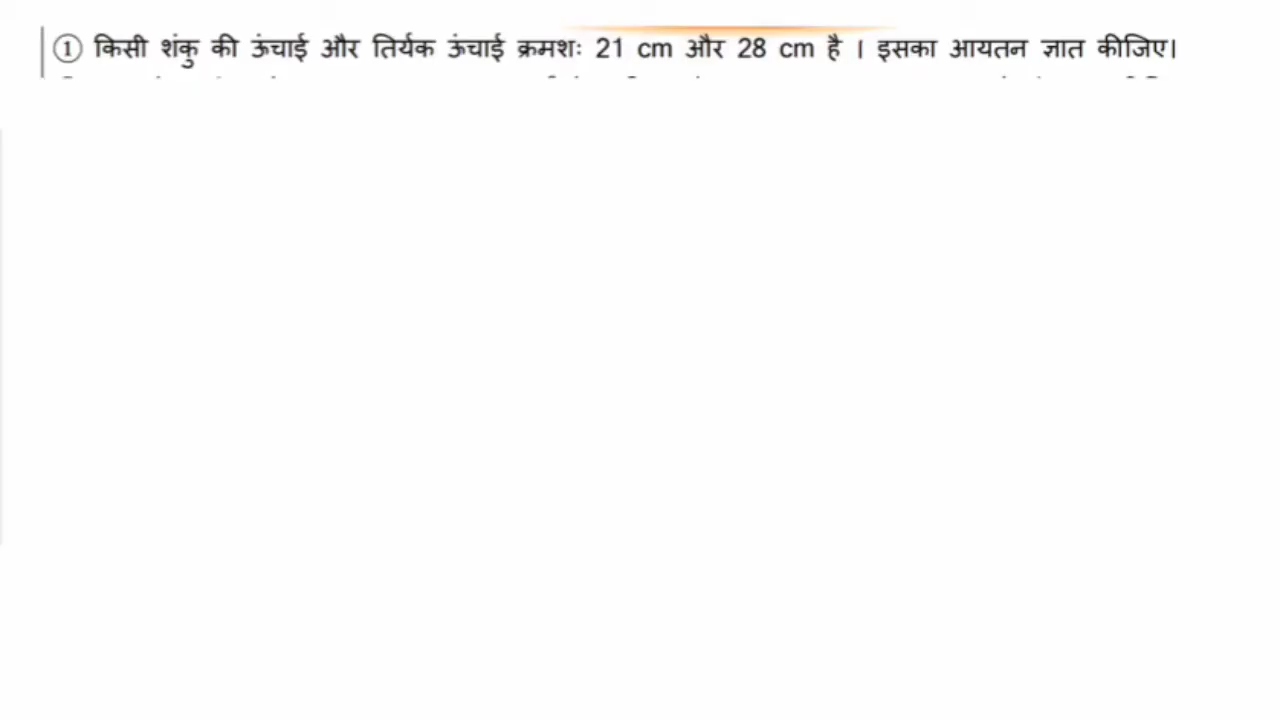 ① किसी शंकु की ऊंचाई और तिर्यक ऊंचाई क्रमशः 21 cm और 28 cm है । इसका आयतन ज्ञात कीजिए।